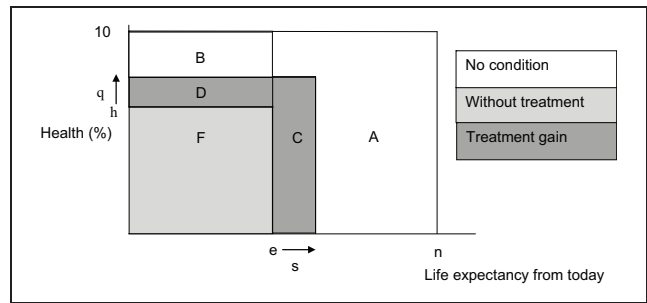 10
B
No condition
q
D
Without treatment
h
Health (%)
F
C
A
Treatment gain
e
n
s
Life expectancy from today